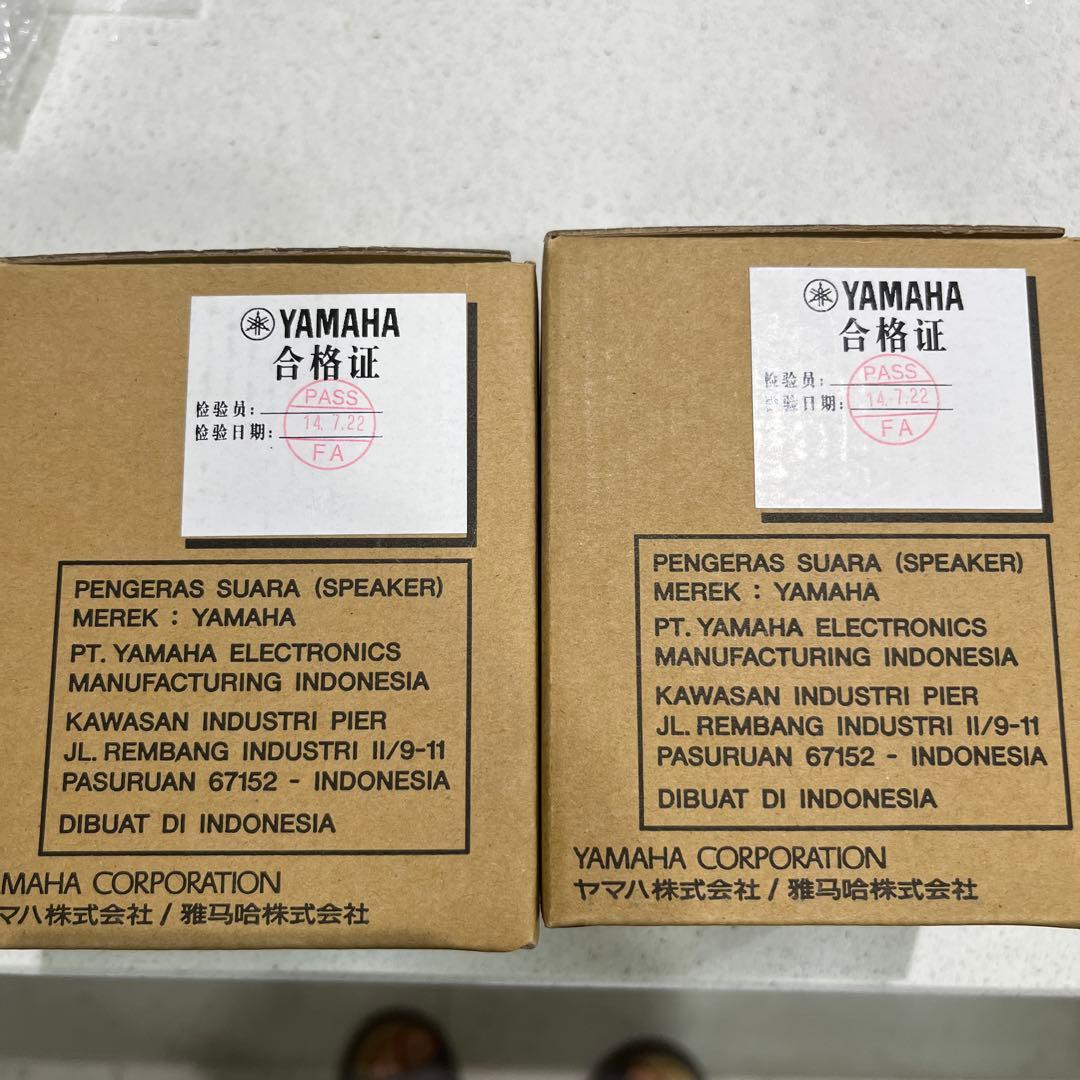 YAMAHA
合格证
检验员:
检验日期:
PASS
14.7.22
FA
PENGERAS SUARA (SPEAKER)
MEREK : YAMAHA
PT. YAMAHA ELECTRONICS
MANUFACTURING INDONESIA
KAWASAN INDUSTRI PIER
JL. REMBANG INDUSTRI II/9-11
PASURUAN 67152 - INDONESIA
DIBUAT DI INDONESIA
MAHA CORPORATION
マハ株式会社 / 雅马哈株式会社
YAMAHA
合格证
检验员:
检验日期:
PASS
14.7.22
FA
PENGERAS SUARA (SPEAKER)
MEREK : YAMAHA
PT. YAMAHA ELECTRONICS
MANUFACTURING INDONESIA
KAWASAN INDUSTRI PIER
JL. REMBANG INDUSTRI II/9-11
PASURUAN 67152 - INDONESIA
DIBUAT DI INDONESIA
YAMAHA CORPORATION
ヤマハ株式会社 / 雅马哈株式会社